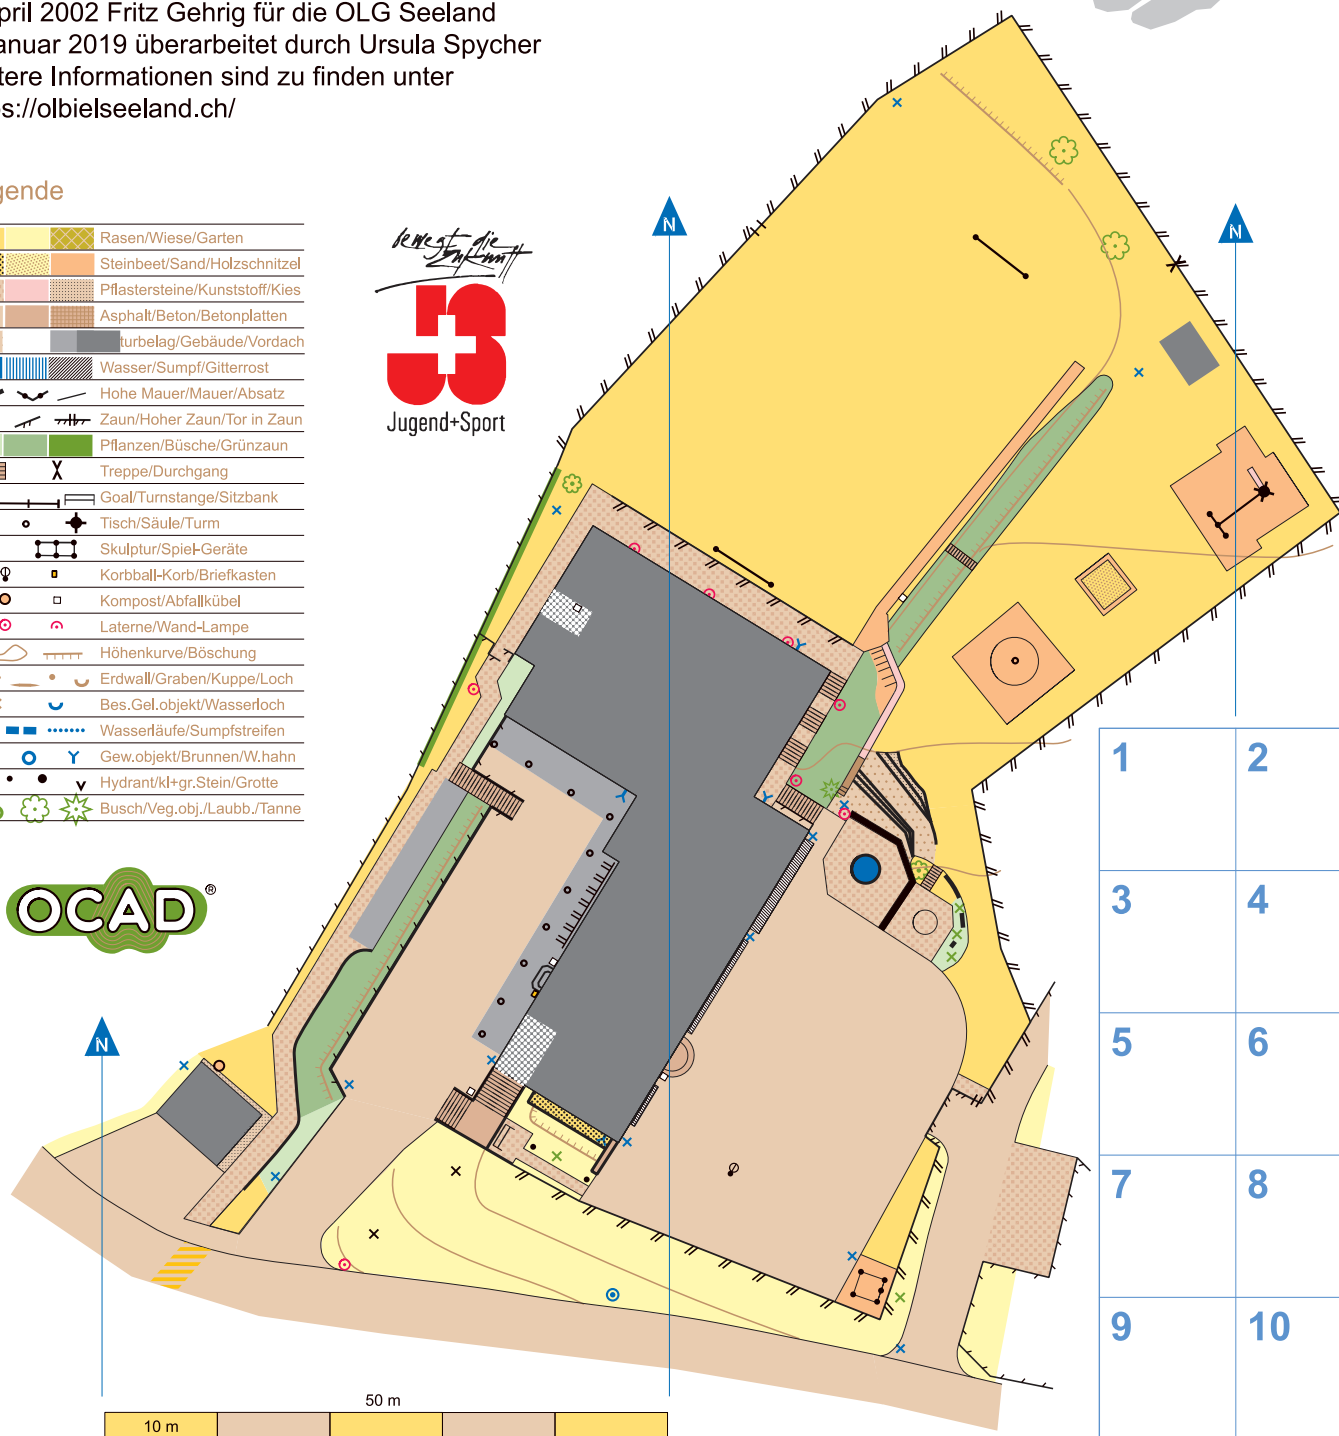 pril 2002 Fritz Gehrig für die OLG Seeland
anuar 2019 überarbeitet durch Ursula Spycher
tere Informationen sind zu finden unter
s://olbielseeland.ch/
gende
Rasen/Wiese/Garten
Steinbeet/Sand/Holzschnitzel
Pflastersteine/Kunststoff/Kies
Asphalt/Beton/Betonplatten
turbelag/Gebäude/Vordach
Wasser/Sumpf/Gitterrost
Hohe Mauer/Mauer/Absatz
Zaun/Hoher Zaun/Tor in Zaun
Pflanzen/Büsche/Grünzaun
Treppe/Durchgang
Goal/Turnstange/Sitzbank
Tisch/Säule/Turm
Skulptur/Spiel-Geräte
Korbball-Korb/Briefkasten
Kompost/Abfallkübel
Laterne/Wand-Lampe
Höhenkurve/Böschung
Erdwall/Graben/Kuppe/Loch
Bes.Gel.objekt/Wasserloch
Wasserläufe/Sumpfstreifen
Gew.objekt/Brunnen/W.hahn
Hydrant/kl+gr.Stein/Grotte
Busch/Veg.obj./Laubb./Tanne
bewegt die
Zukunft
Jugend+Sport
OCAD®
N
N
N
1 2
3 4
5 6
7 8
9 10
50 m
10 m